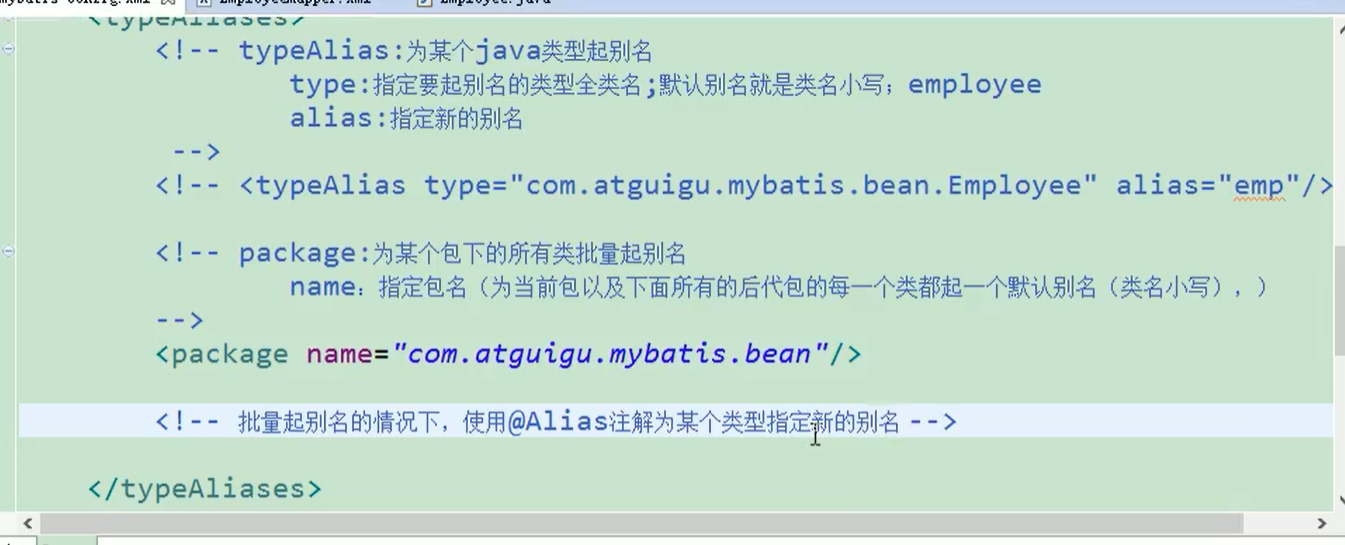 mybatis-config.xml EmployeeMapper.xml Employee.java
<typeAliases>
<!-- typeAlias:为某个java类型起别名
type:指定要起别名的类型全类名;默认别名就是类名小写；employee
alias:指定新的别名
-->
<!-- <typeAlias type="com.atguigu.mybatis.bean.Employee" alias="emp"/>
<!-- package:为某个包下的所有类批量起别名
name：指定包名（为当前包以及下面所有的后代包的每一个类都起一个默认别名（类名小写），）
-->
<package name="com.atguigu.mybatis.bean"/>
<!-- 批量起别名的情况下，使用@Alias注解为某个类型指定新的别名 -->
</typeAliases>